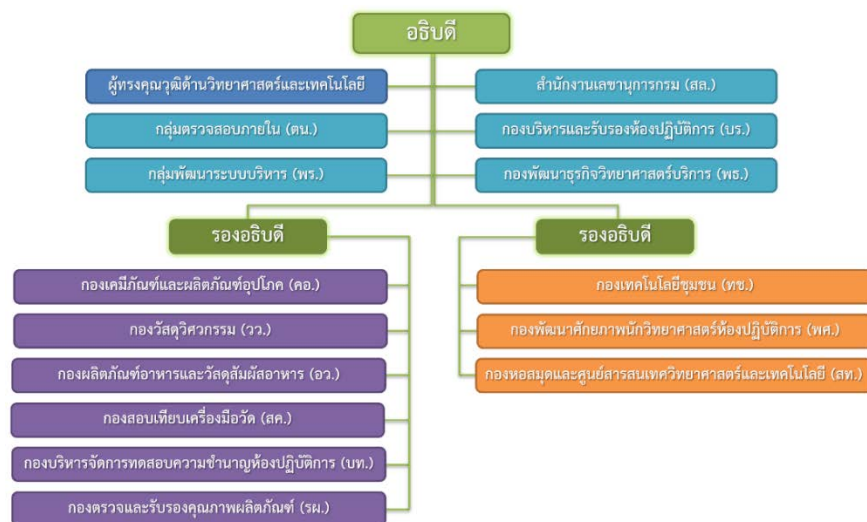 อธิบดี
ผู้ทรงคุณวุฒิด้านวิทยาศาสตร์และเทคโนโลยี
สำนักงานเลขานุการกรม (สล.)
กลุ่มตรวจสอบภายใน (ตน.)
กองบริหารและรับรองห้องปฏิบัติการ (บร.)
กลุ่มพัฒนาระบบบริหาร (พร.)
กองพัฒนาธุรกิจวิทยาศาสตร์บริการ (พธ.)
รองอธิบดี
กองเคมีภัณฑ์และผลิตภัณฑ์อุปโภค (คอ.)
กองวัสดุวิศวกรรม (วว.)
กองผลิตภัณฑ์อาหารและวัสดุสัมผัสอาหาร (อว.)
กองสอบเทียบเครื่องมือวัด (สค.)
กองบริหารจัดการทดสอบความชำนาญห้องปฏิบัติการ (บท.)
กองตรวจและรับรองคุณภาพผลิตภัณฑ์ (รผ.)
รองอธิบดี
กองเทคโนโลยีชุมชน (ทช.)
กองพัฒนาศักยภาพนักวิทยาศาสตร์ห้องปฏิบัติการ (พศ.)
กองหอสมุดและศูนย์สารสนเทศวิทยาศาสตร์และเทคโนโลยี (สท.)